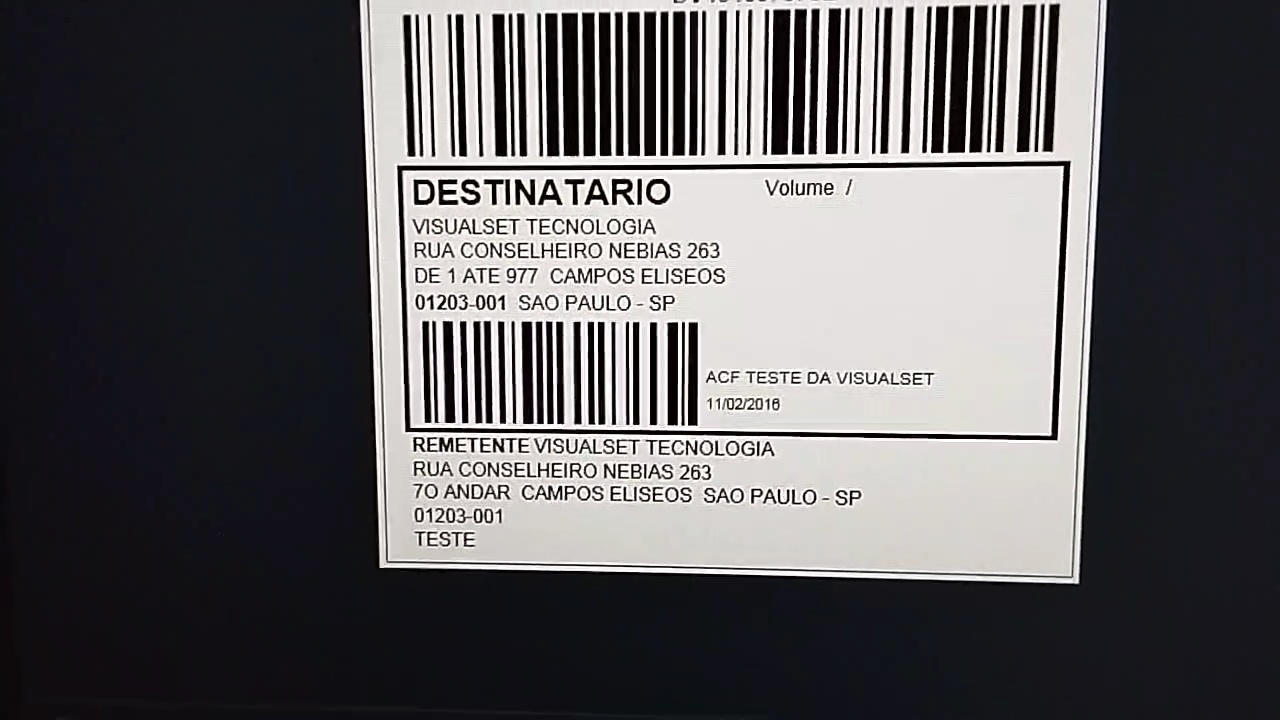 DESTINATARIO Volume /
VISUALSET TECNOLOGIA
RUA CONSELHEIRO NEBIAS 263
DE 1 ATE 977 CAMPOS ELISEOS
01203-001 SAO PAULO - SP
ACF TESTE DA VISUALSET
11/02/2016
REMETENTE VISUALSET TECNOLOGIA
RUA CONSELHEIRO NEBIAS 263
7O ANDAR CAMPOS ELISEOS SAO PAULO - SP
01203-001
TESTE